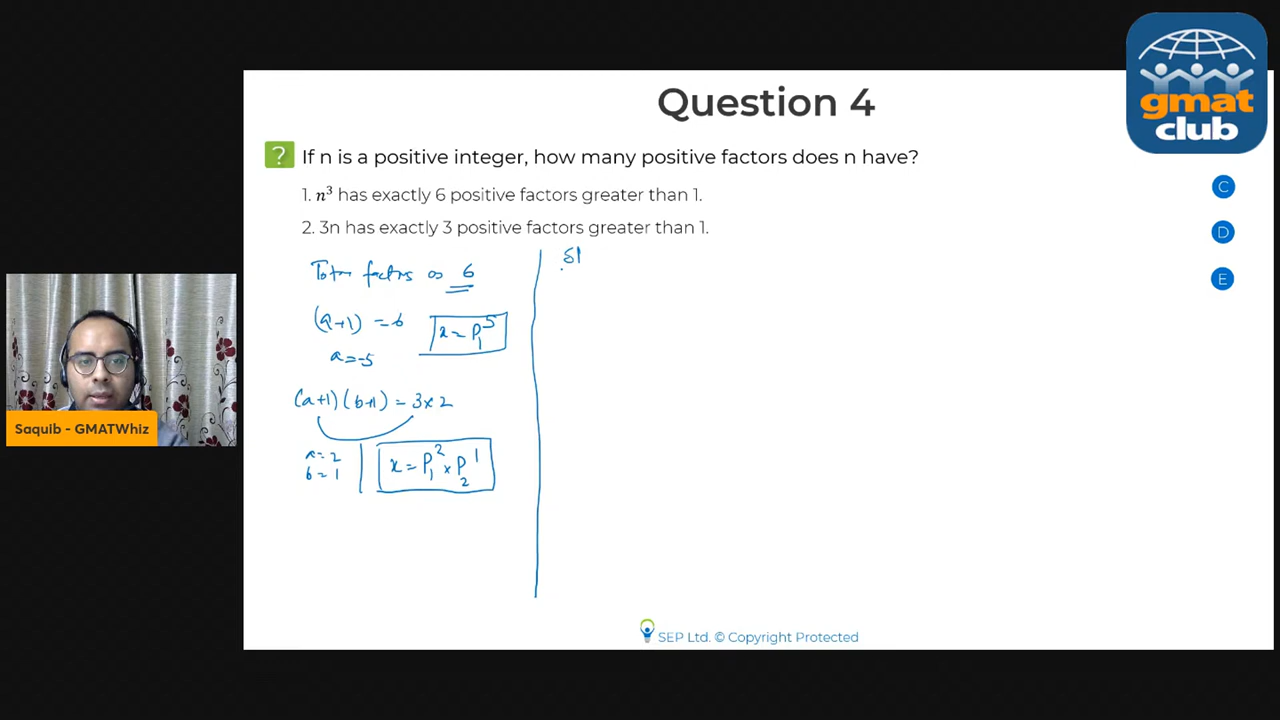 gmat
club
Question 4
? If n is a positive integer, how many positive factors does n have?
1. n³ has exactly 6 positive factors greater than 1.
2. 3n has exactly 3 positive factors greater than 1.
C
D
E
factors 6
(a+1) = 6
x = P₁⁵
a = 5
(a+1)(b+1) = 3×2
a = 2
b = 1
x = P₁² × P₂¹
S1
Saquib - GMATWhiz
SEP Ltd. © Copyright Protected